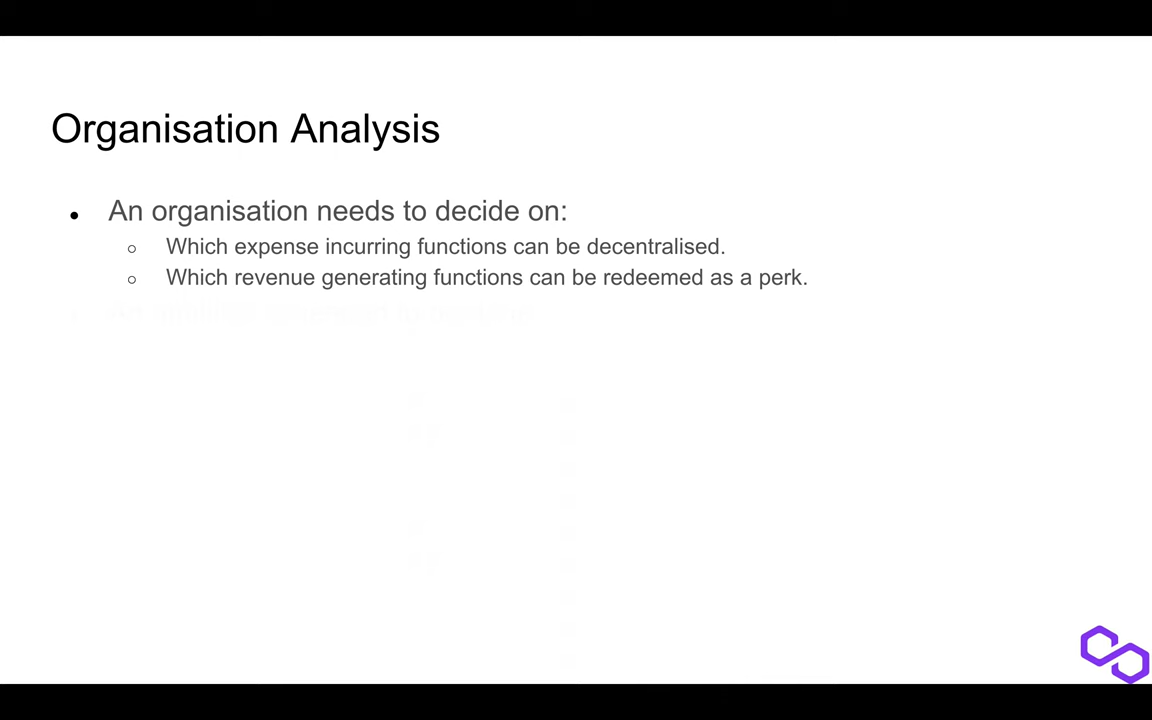 Organisation Analysis
An organisation needs to decide on:
Which expense incurring functions can be decentralised.
Which revenue generating functions can be redeemed as a perk.